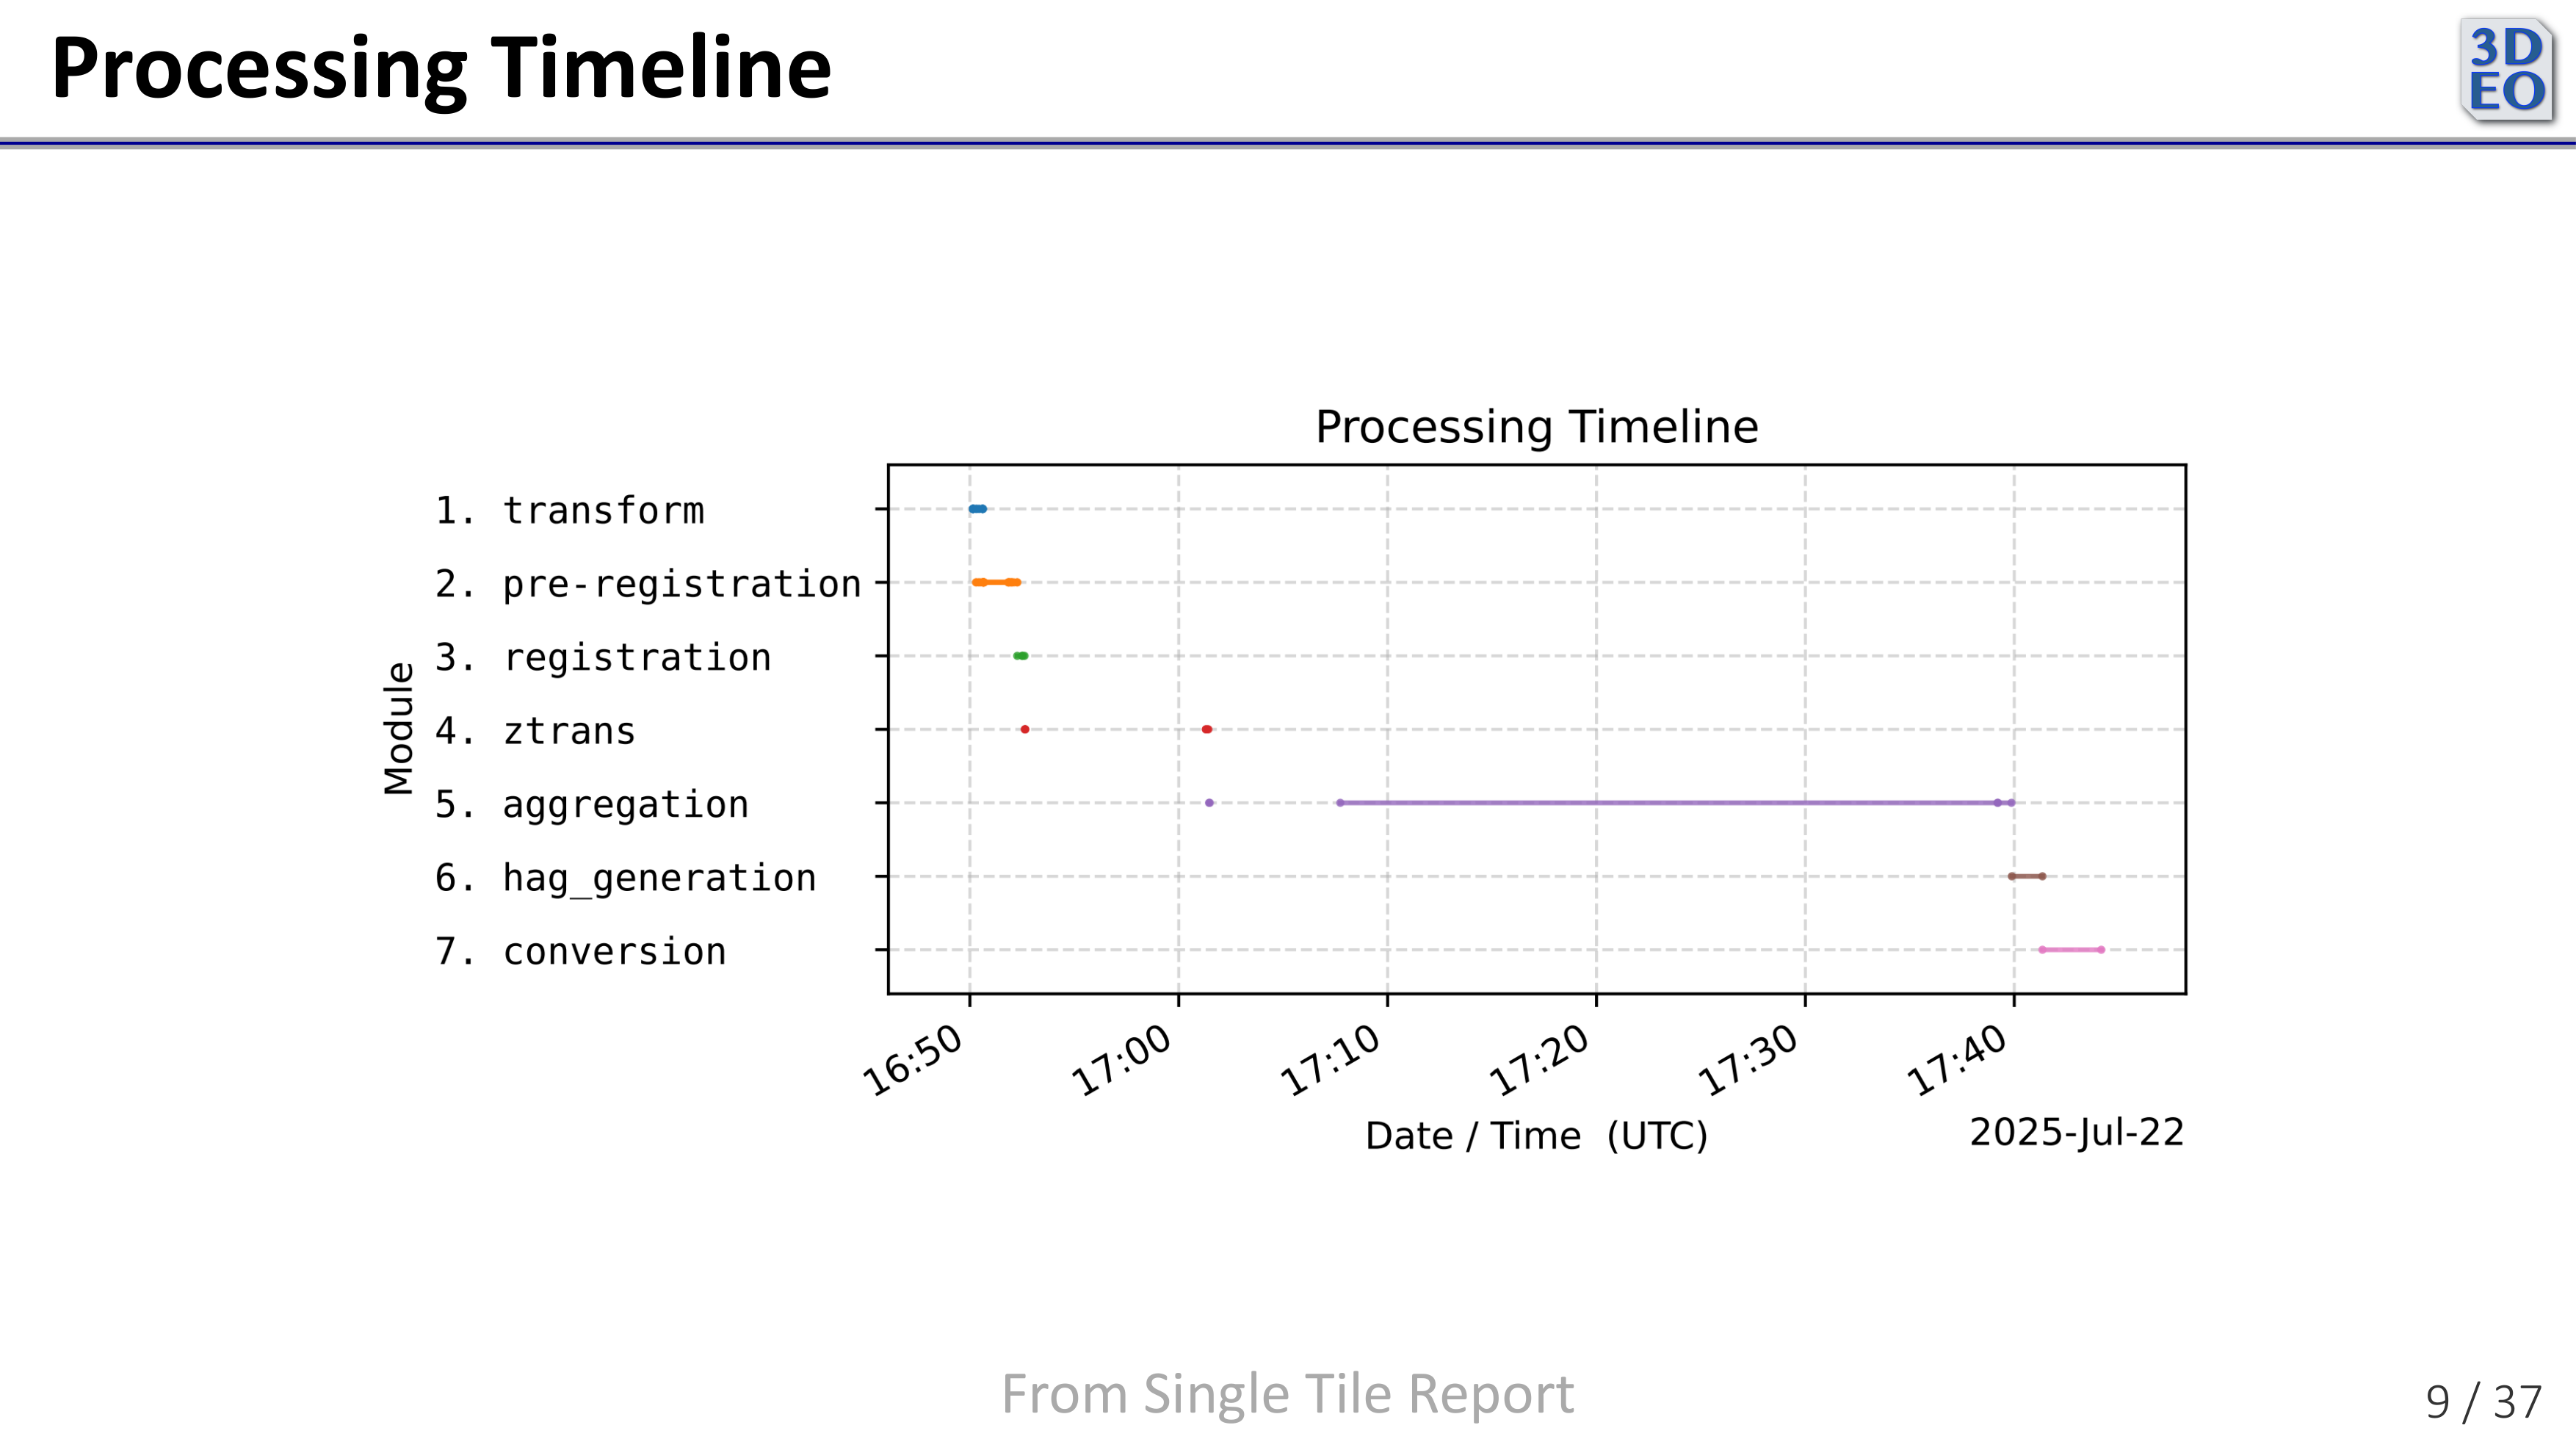 Processing Timeline
3D
EO
Processing Timeline
Module
1. transform
2. pre-registration
3. registration
4. ztrans
5. aggregation
6. hag_generation
7. conversion
16:50
17:00
17:10
17:20
17:30
17:40
Date / Time (UTC)
2025-Jul-22
From Single Tile Report
9 / 37